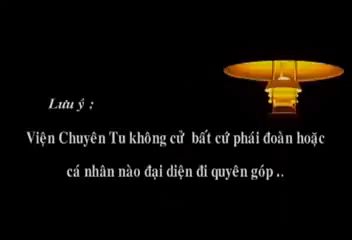 Lưu ý :
Viện Chuyên Tu không cử bất cứ phái đoàn hoặc
cá nhân nào đại diện đi quyên góp ..